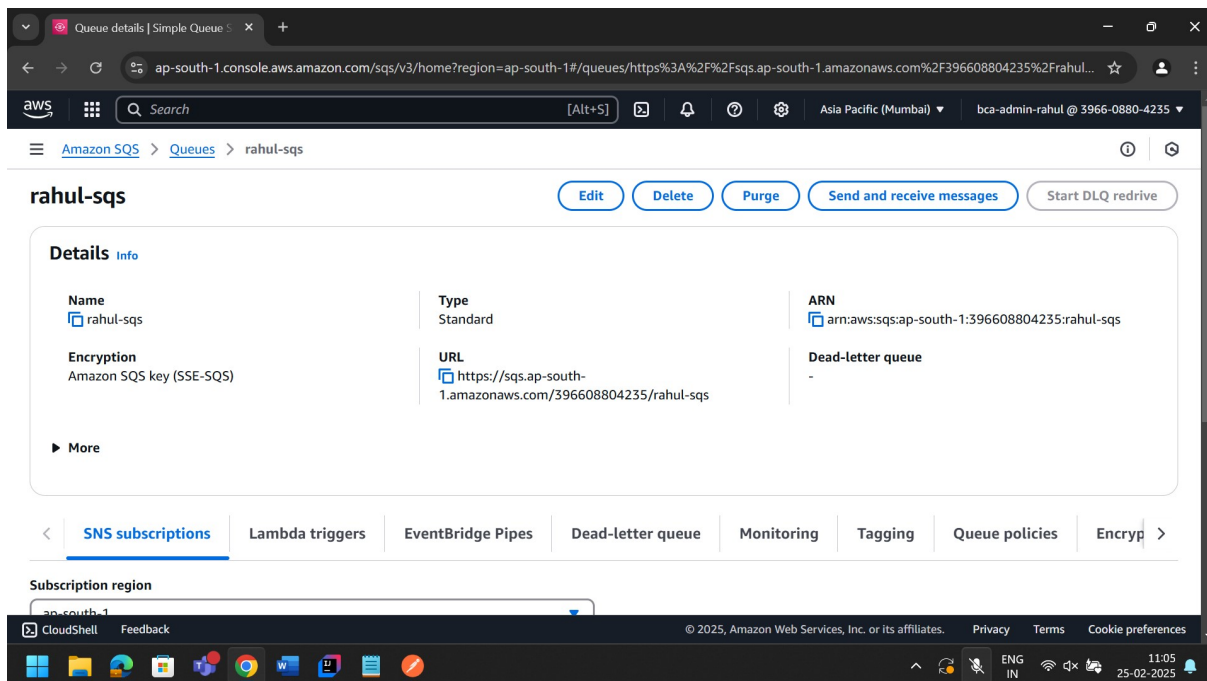 Queue details | Simple Queue S
ap-south-1.console.aws.amazon.com/sqs/v3/home?region=ap-south-1#/queues/https%3A%2F%2Fsqs.ap-south-1.amazonaws.com%2F396608804235%2Frahul...
aws Search [Alt+S] Asia Pacific (Mumbai) bca-admin-rahul @ 3966-0880-4235
Amazon SQS > Queues > rahul-sqs
rahul-sqs Edit Delete Purge Send and receive messages Start DLQ redrive
Details Info
Name Type ARN
rahul-sqs Standard arn:aws:sqs:ap-south-1:396608804235:rahul-sqs
Encryption URL Dead-letter queue
Amazon SQS key (SSE-SQS) https://sqs.ap-south- -
1.amazonaws.com/396608804235/rahul-sqs
More
SNS subscriptions Lambda triggers EventBridge Pipes Dead-letter queue Monitoring Tagging Queue policies Encryp
Subscription region
ap-south-1
CloudShell Feedback © 2025, Amazon Web Services, Inc. or its affiliates. Privacy Terms Cookie preferences
ENG 11:05
IN 25-02-2025